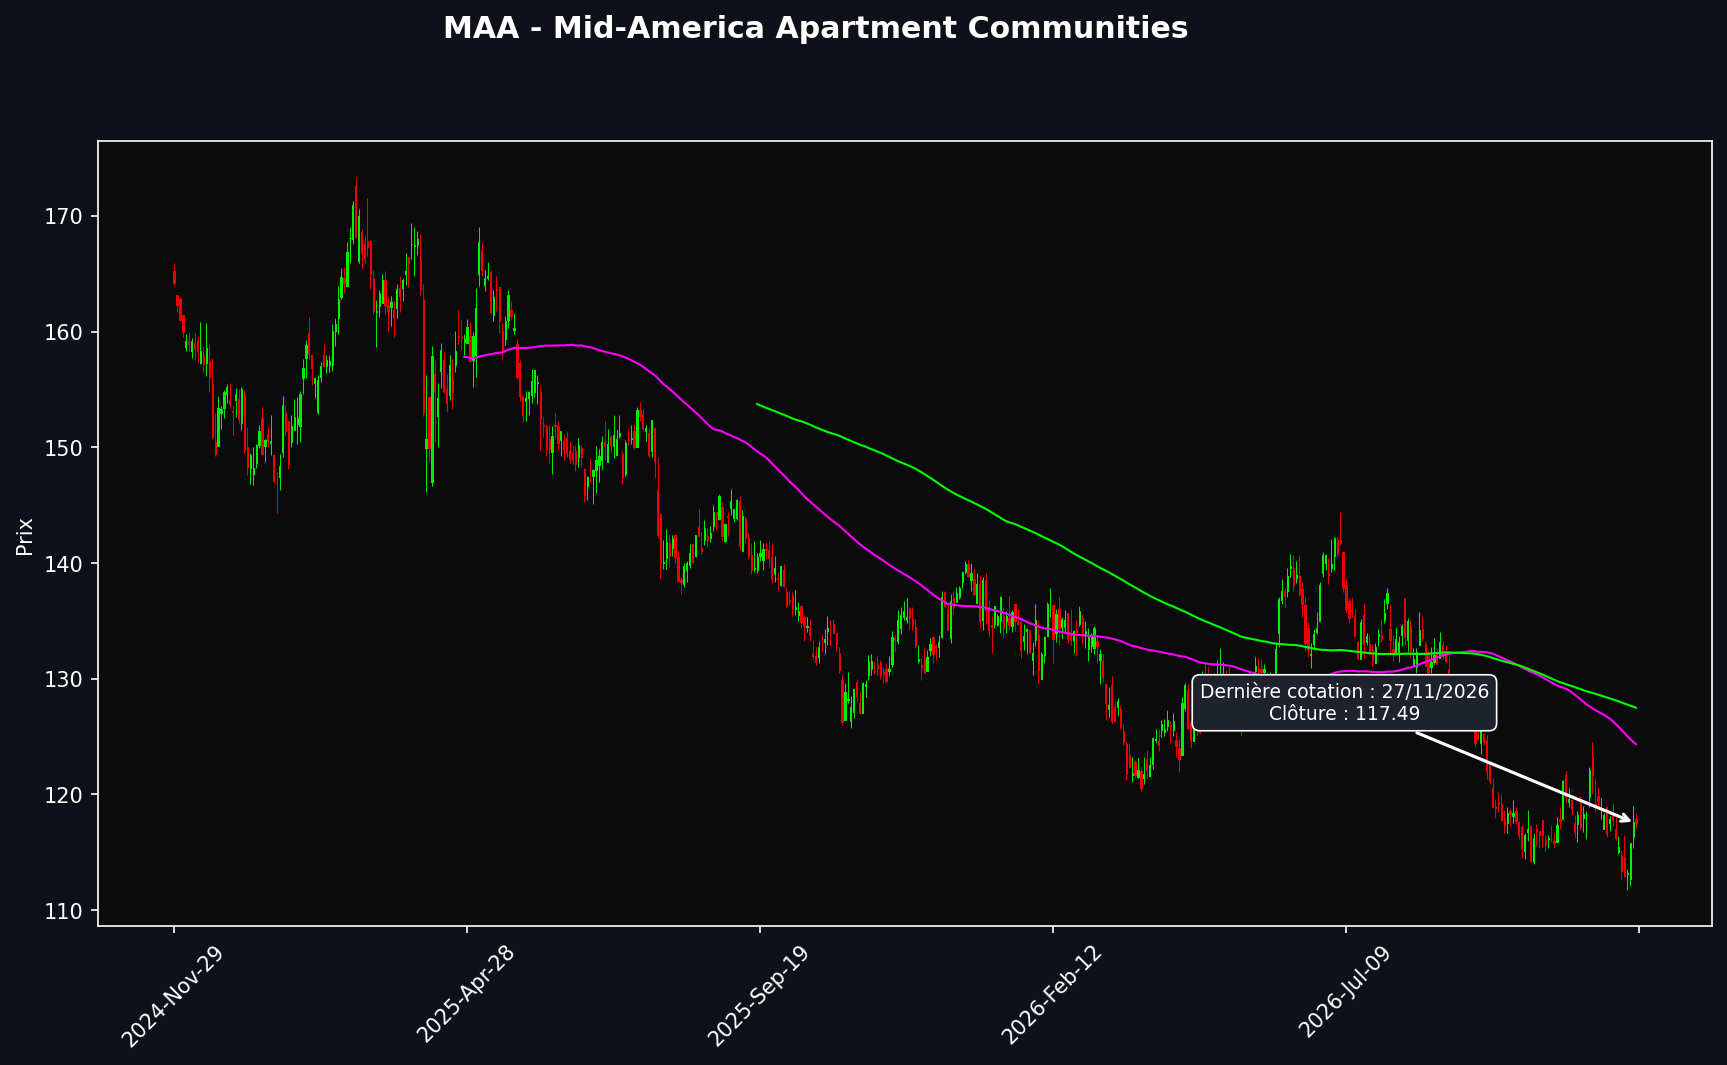 MAA - Mid-America Apartment Communities
Prix
170
160
150
140
130
120
110
Dernière cotation : 27/11/2026
Clôture : 117.49
2024-Nov-29
2025-Apr-28
2025-Sep-19
2026-Feb-12
2026-Jul-09